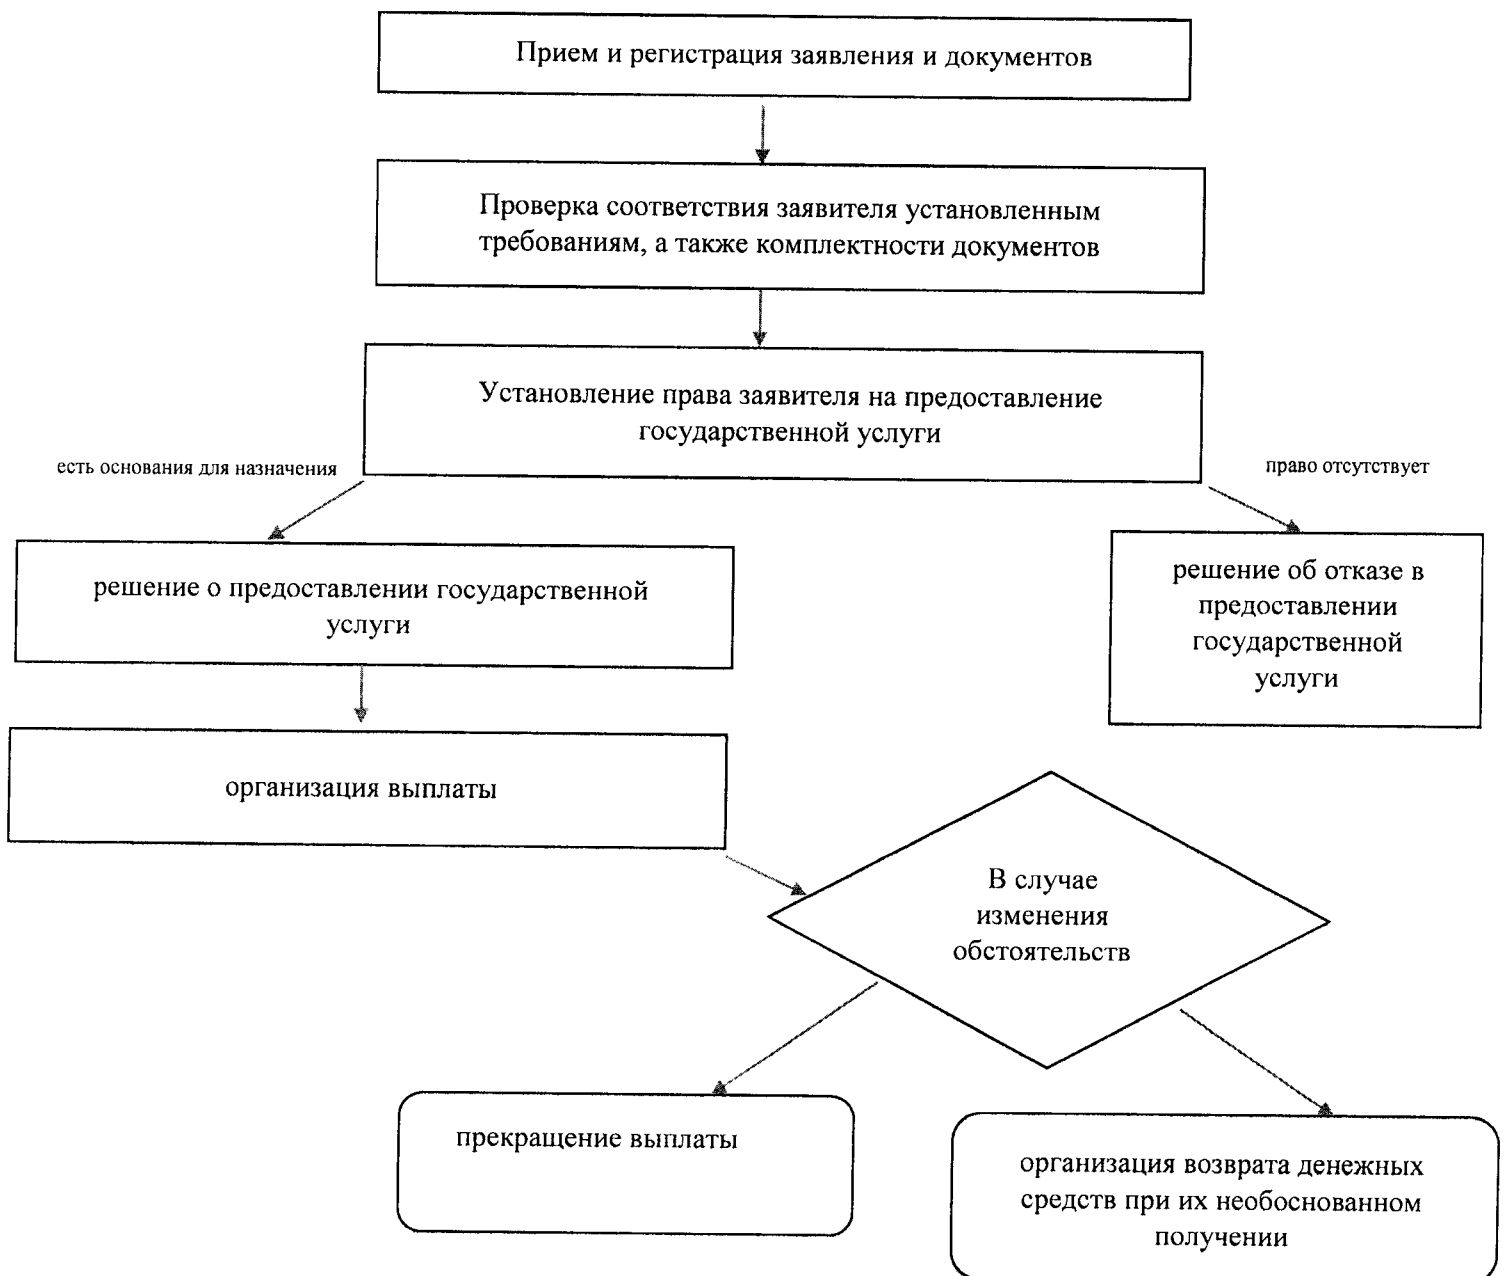 Прием и регистрация заявления и документов
Проверка соответствия заявителя установленным
требованиям, а также комплектности документов
Установление права заявителя на предоставление
государственной услуги
есть основания для назначения
право отсутствует
решение о предоставлении государственной
услуги
решение об отказе в
предоставлении
государственной
услуги
организация выплаты
В случае
изменения
обстоятельств
прекращение выплаты
организация возврата денежных
средств при их необоснованном
получении